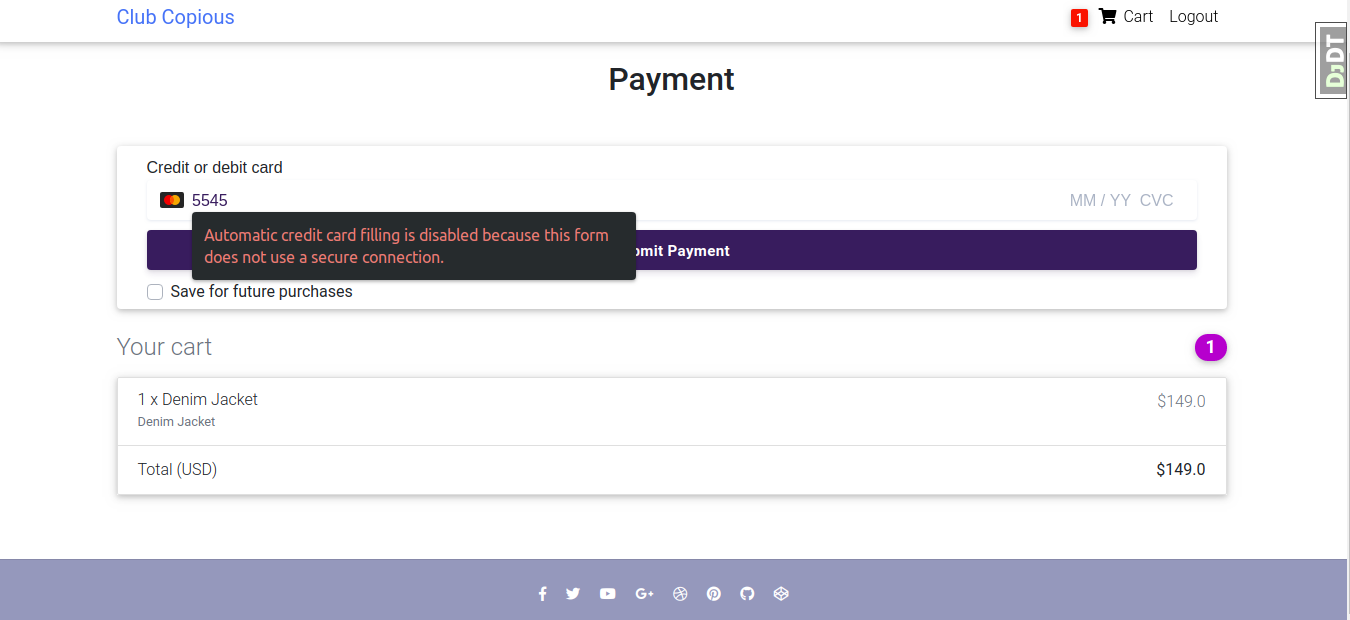 Club Copious
1 Cart Logout
DJDT
Payment
Credit or debit card
5545 MM / YY CVC
Automatic credit card filling is disabled because this form
does not use a secure connection.
mit Payment
Save for future purchases
Your cart 1
1 x Denim Jacket $149.0
Denim Jacket
Total (USD) $149.0